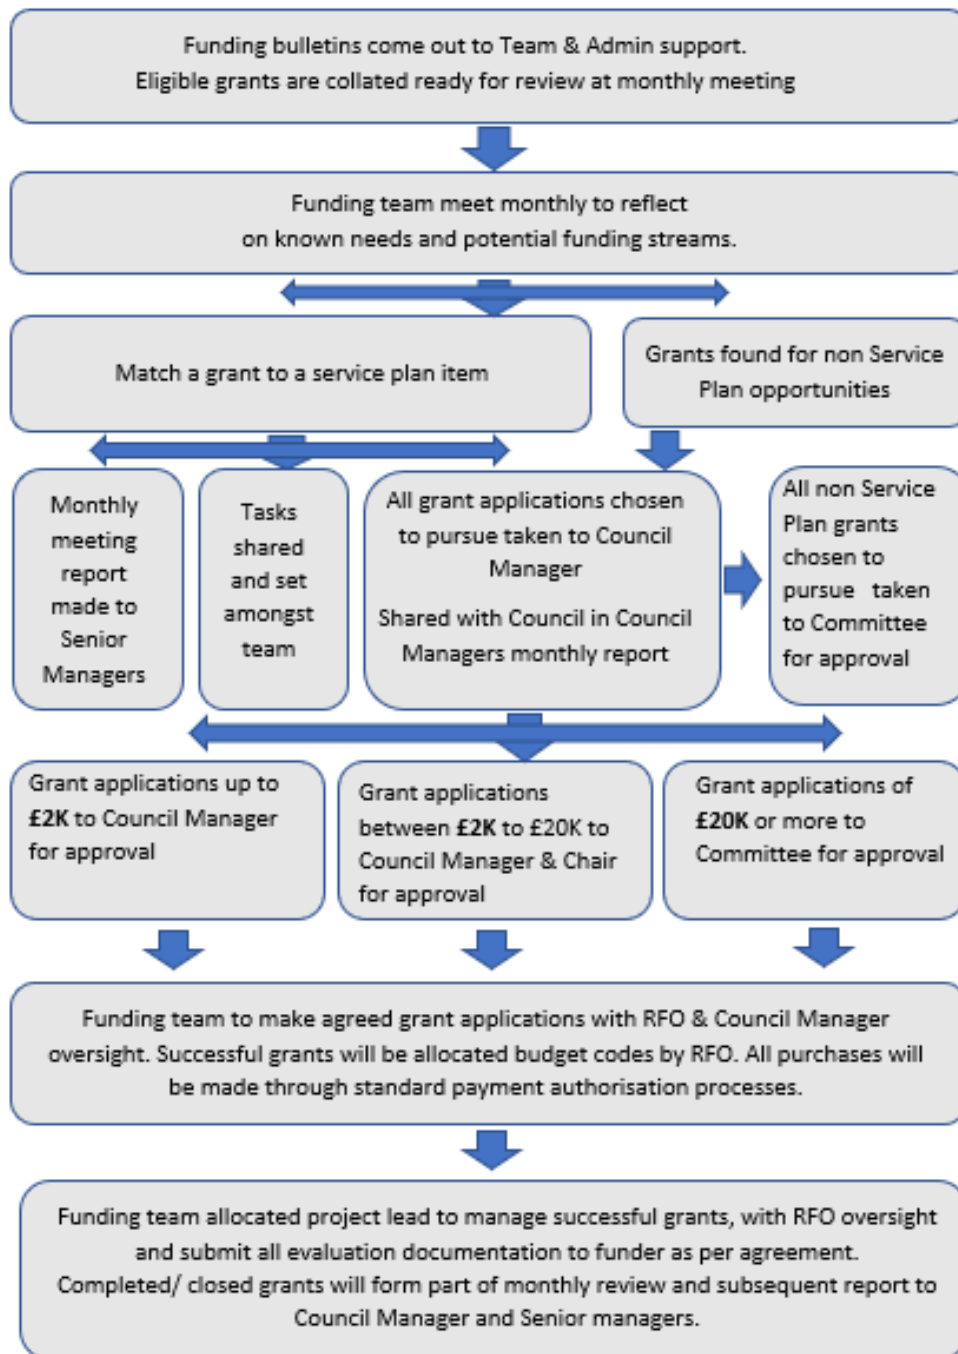 Funding bulletins come out to Team & Admin support.
Eligible grants are collated ready for review at monthly meeting
Funding team meet monthly to reflect
on known needs and potential funding streams.
Match a grant to a service plan item
Grants found for non Service
Plan opportunities
Monthly
meeting
report
made to
Senior
Managers
Tasks
shared
and set
amongst
team
All grant applications chosen
to pursue taken to Council
Manager
Shared with Council in Council
Managers monthly report
All non Service
Plan grants
chosen to
pursue taken
to Committee
for approval
Grant applications up to
£2K to Council Manager
for approval
Grant applications
between £2K to £20K to
Council Manager & Chair
for approval
Grant applications of
£20K or more to
Committee for approval
Funding team to make agreed grant applications with RFO & Council Manager
oversight. Successful grants will be allocated budget codes by RFO. All purchases will
be made through standard payment authorisation processes.
Funding team allocated project lead to manage successful grants, with RFO oversight
and submit all evaluation documentation to funder as per agreement.
Completed/ closed grants will form part of monthly review and subsequent report to
Council Manager and Senior managers.